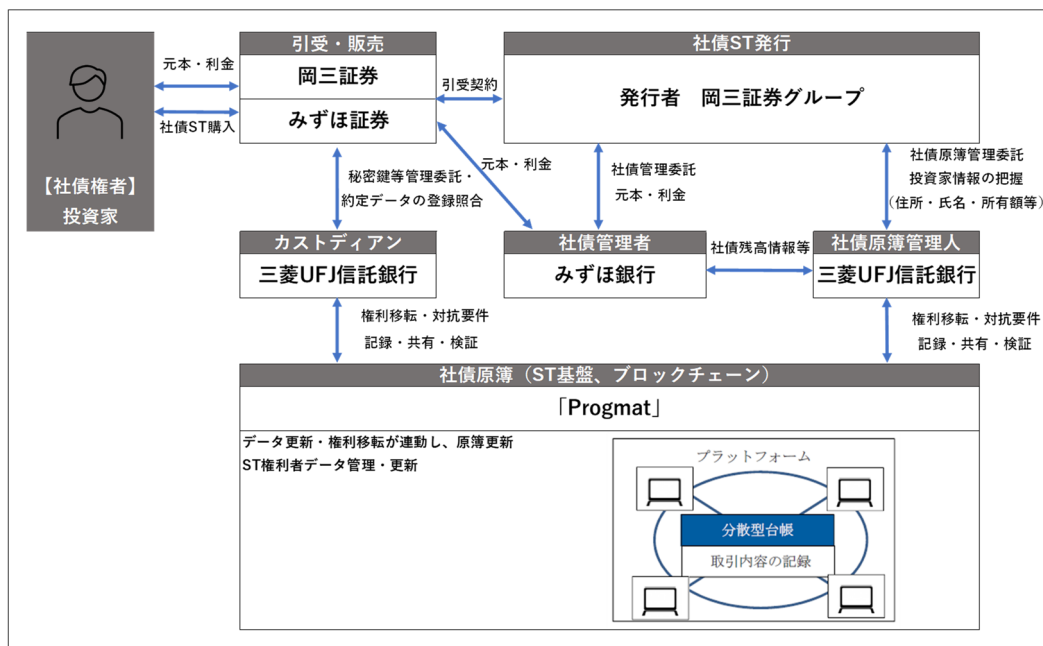 引受・販売
岡三証券
みずほ証券
社債ST発行
発行者　岡三証券グループ
元本・利金
社債ST購入
引受契約
【社債権者】
投資家
秘密鍵等管理委託・
約定データの登録照合
元本・利金
社債管理委託
元本・利金
社債原簿管理委託
投資家情報の把握
（住所・氏名・所有額等）
カストディアン
三菱UFJ信託銀行
社債管理者
みずほ銀行
社債残高情報等
社債原簿管理人
三菱UFJ信託銀行
権利移転・対抗要件
記録・共有・検証
権利移転・対抗要件
記録・共有・検証
社債原簿（ST基盤、ブロックチェーン）
「Progmat」
データ更新・権利移転が連動し、原簿更新
ST権利者データ管理・更新
プラットフォーム
分散型台帳
取引内容の記録